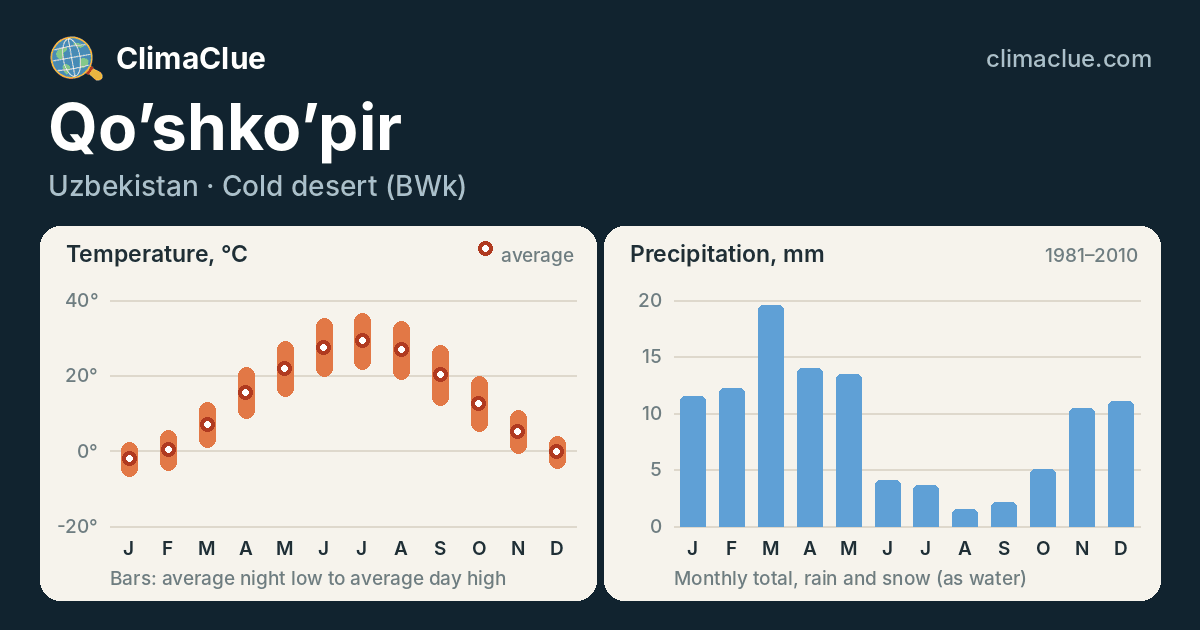 ClimaClue
climaclue.com
Qoʻshkoʻpir
Uzbekistan · Cold desert (BWk)
Temperature, °C
average
40°
20°
0°
-20°
J F M A M J J A S O N D
Bars: average night low to average day high
Precipitation, mm
1981–2010
20
15
10
5
0
J F M A M J J A S O N D
Monthly total, rain and snow (as water)